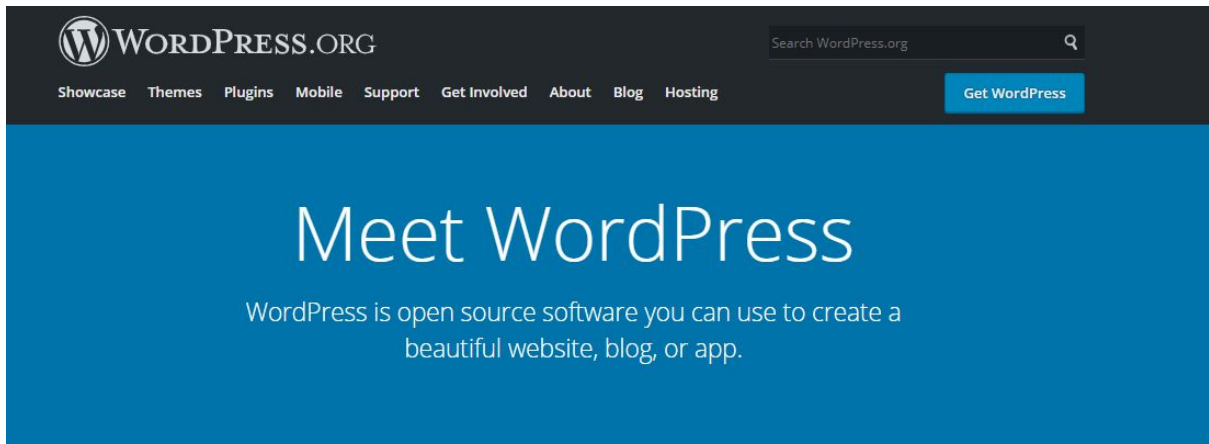 WORDPRESS.ORG
Search WordPress.org
Showcase Themes Plugins Mobile Support Get Involved About Blog Hosting
Get WordPress
Meet WordPress
WordPress is open source software you can use to create a
beautiful website, blog, or app.